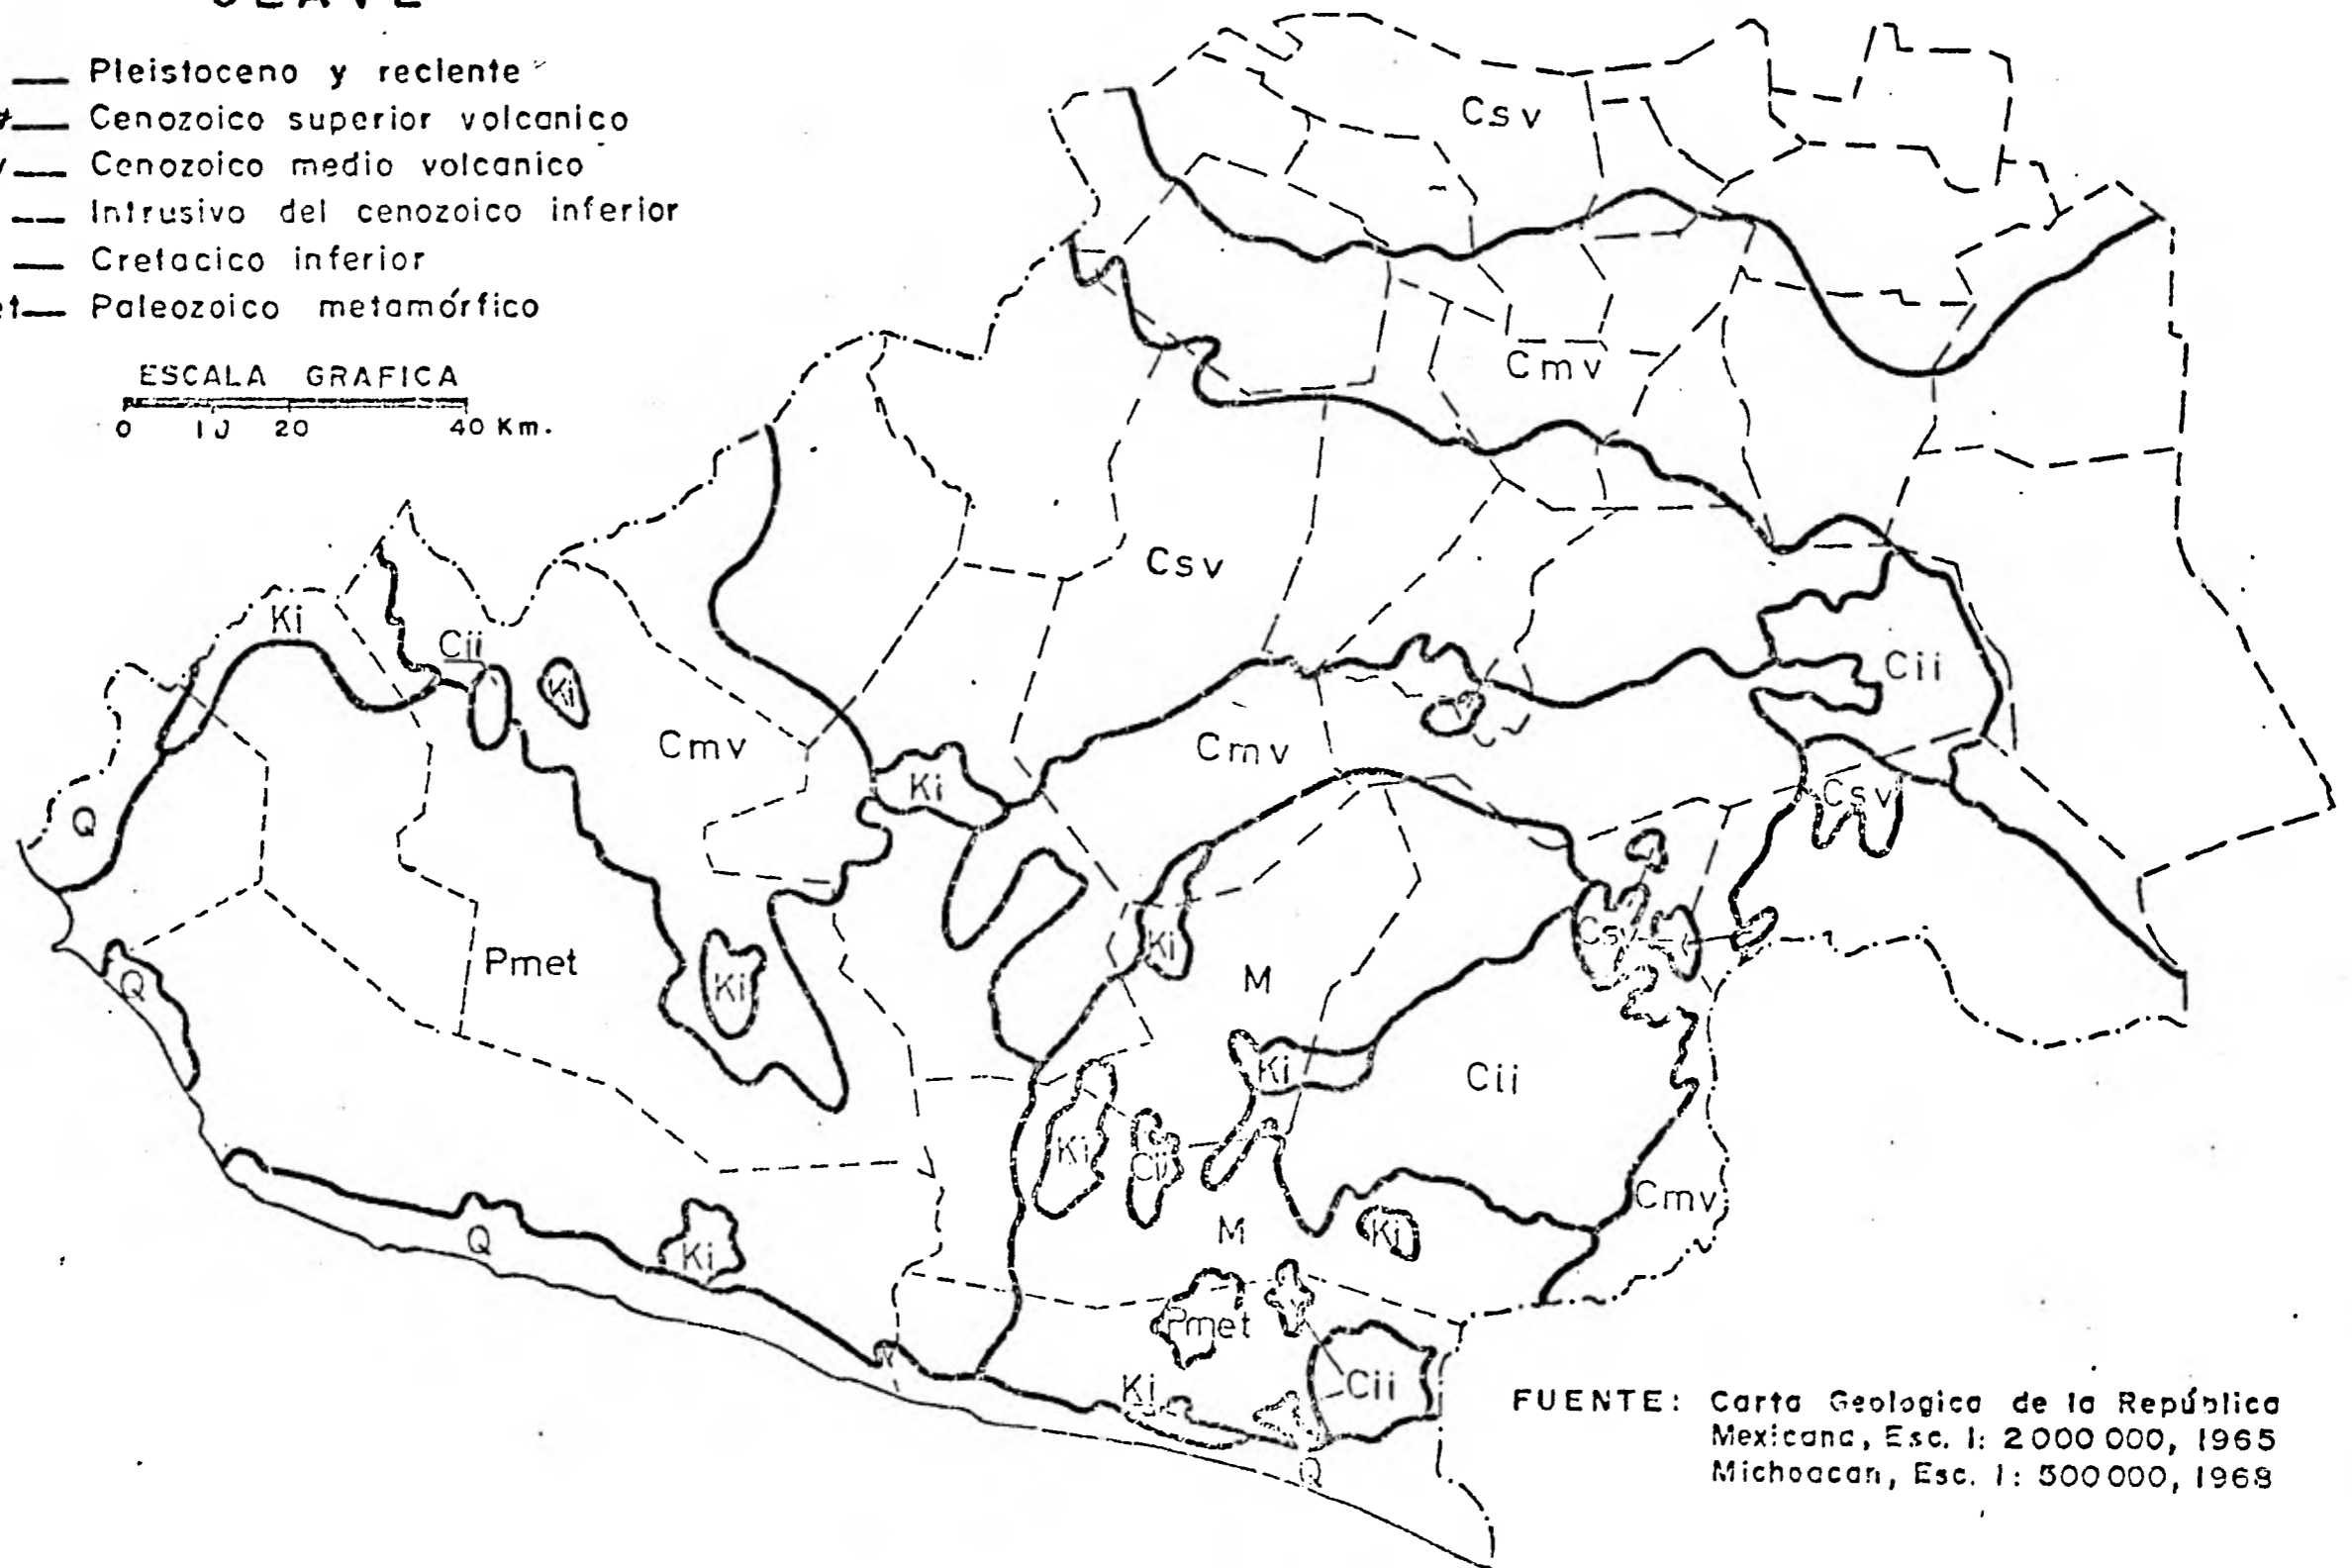 Pleistoceno y reciente
Cenozoico superior volcanico
Cenozoico medio volcanico
Intrusivo del cenozoico inferior
Cretacico inferior
Paleozoico metamórfico
ESCALA GRAFICA
0 10 20 40 Km.
Csv
Cmv
Csv
Ki
Cii
Ki
Cii
Cmv
Cmv
Ki
Csv
Q
Csv
Ki
Pmet
M
Q
Ki
Ki
Cii
Ki
Cii
Cmv
M
Ki
Q
Ki
Pmet
Cii
Ki
Q
FUENTE: Carta Geologica de la República
Mexicana, Esc. 1: 2000 000, 1965
Michoacan, Esc. 1: 500 000, 1968